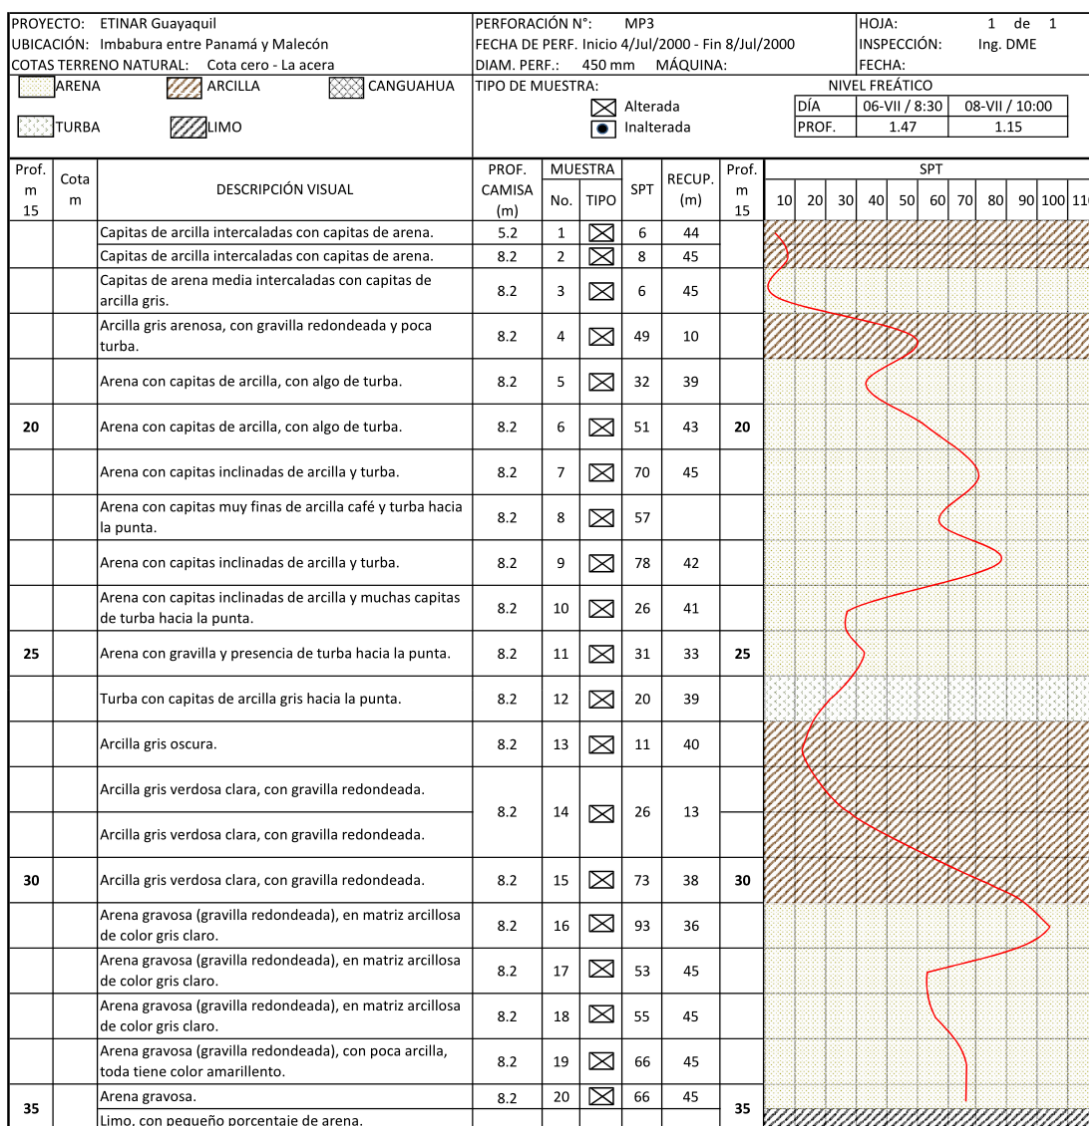 PROYECTO: ETINAR Guayaquil PERFORACIÓN N°: MP3 HOJA: 1 de 1
UBICACIÓN: Imbabura entre Panamá y Malecón FECHA DE PERF. Inicio 4/Jul/2000 - Fin 8/Jul/2000 INSPECCIÓN: Ing. DME
COTAS TERRENO NATURAL: Cota cero - La acera DIAM. PERF.: 450 mm MÁQUINA: FECHA:
ARENA ARCILLA CANGUAHUA TIPO DE MUESTRA: NIVEL FREÁTICO
Alterada DÍA 06-VII / 8:30 08-VII / 10:00
TURBA LIMO Inalterada PROF. 1.47 1.15
Prof. m 15 Cota m DESCRIPCIÓN VISUAL PROF. CAMISA (m) MUESTRA No. TIPO SPT RECUP. (m) Prof. m 15 SPT
10 20 30 40 50 60 70 80 90 100
Capitas de arcilla intercaladas con capitas de arena. 5.2 1 6 44
Capitas de arcilla intercaladas con capitas de arena. 8.2 2 8 45
Capitas de arena media intercaladas con capitas de
arcilla gris. 8.2 3 6 45
Arcilla gris arenosa, con gravilla redondeada y poca
turba. 8.2 4 49 10
Arena con capitas de arcilla, con algo de turba. 8.2 5 32 39
20 Arena con capitas de arcilla, con algo de turba. 8.2 6 51 43 20
Arena con capitas inclinadas de arcilla y turba. 8.2 7 70 45
Arena con capitas muy finas de arcilla café y turba hacia
la punta. 8.2 8 57
Arena con capitas inclinadas de arcilla y turba. 8.2 9 78 42
Arena con capitas inclinadas de arcilla y muchas capitas
de turba hacia la punta. 8.2 10 26 41
25 Arena con gravilla y presencia de turba hacia la punta. 8.2 11 31 33 25
Turba con capitas de arcilla gris hacia la punta. 8.2 12 20 39
Arcilla gris oscura. 8.2 13 11 40
Arcilla gris verdosa clara, con gravilla redondeada.
8.2 14 26 13
Arcilla gris verdosa clara, con gravilla redondeada.
30 Arcilla gris verdosa clara, con gravilla redondeada. 8.2 15 73 38 30
Arena gravosa (gravilla redondeada), en matriz arcillosa
de color gris claro. 8.2 16 93 36
Arena gravosa (gravilla redondeada), en matriz arcillosa
de color gris claro. 8.2 17 53 45
Arena gravosa (gravilla redondeada), en matriz arcillosa
de color gris claro. 8.2 18 55 45
Arena gravosa (gravilla redondeada), con poca arcilla,
toda tiene color amarillento. 8.2 19 66 45
35 Arena gravosa. 8.2 20 66 45 35
Limo, con pequeño porcentaje de arena.